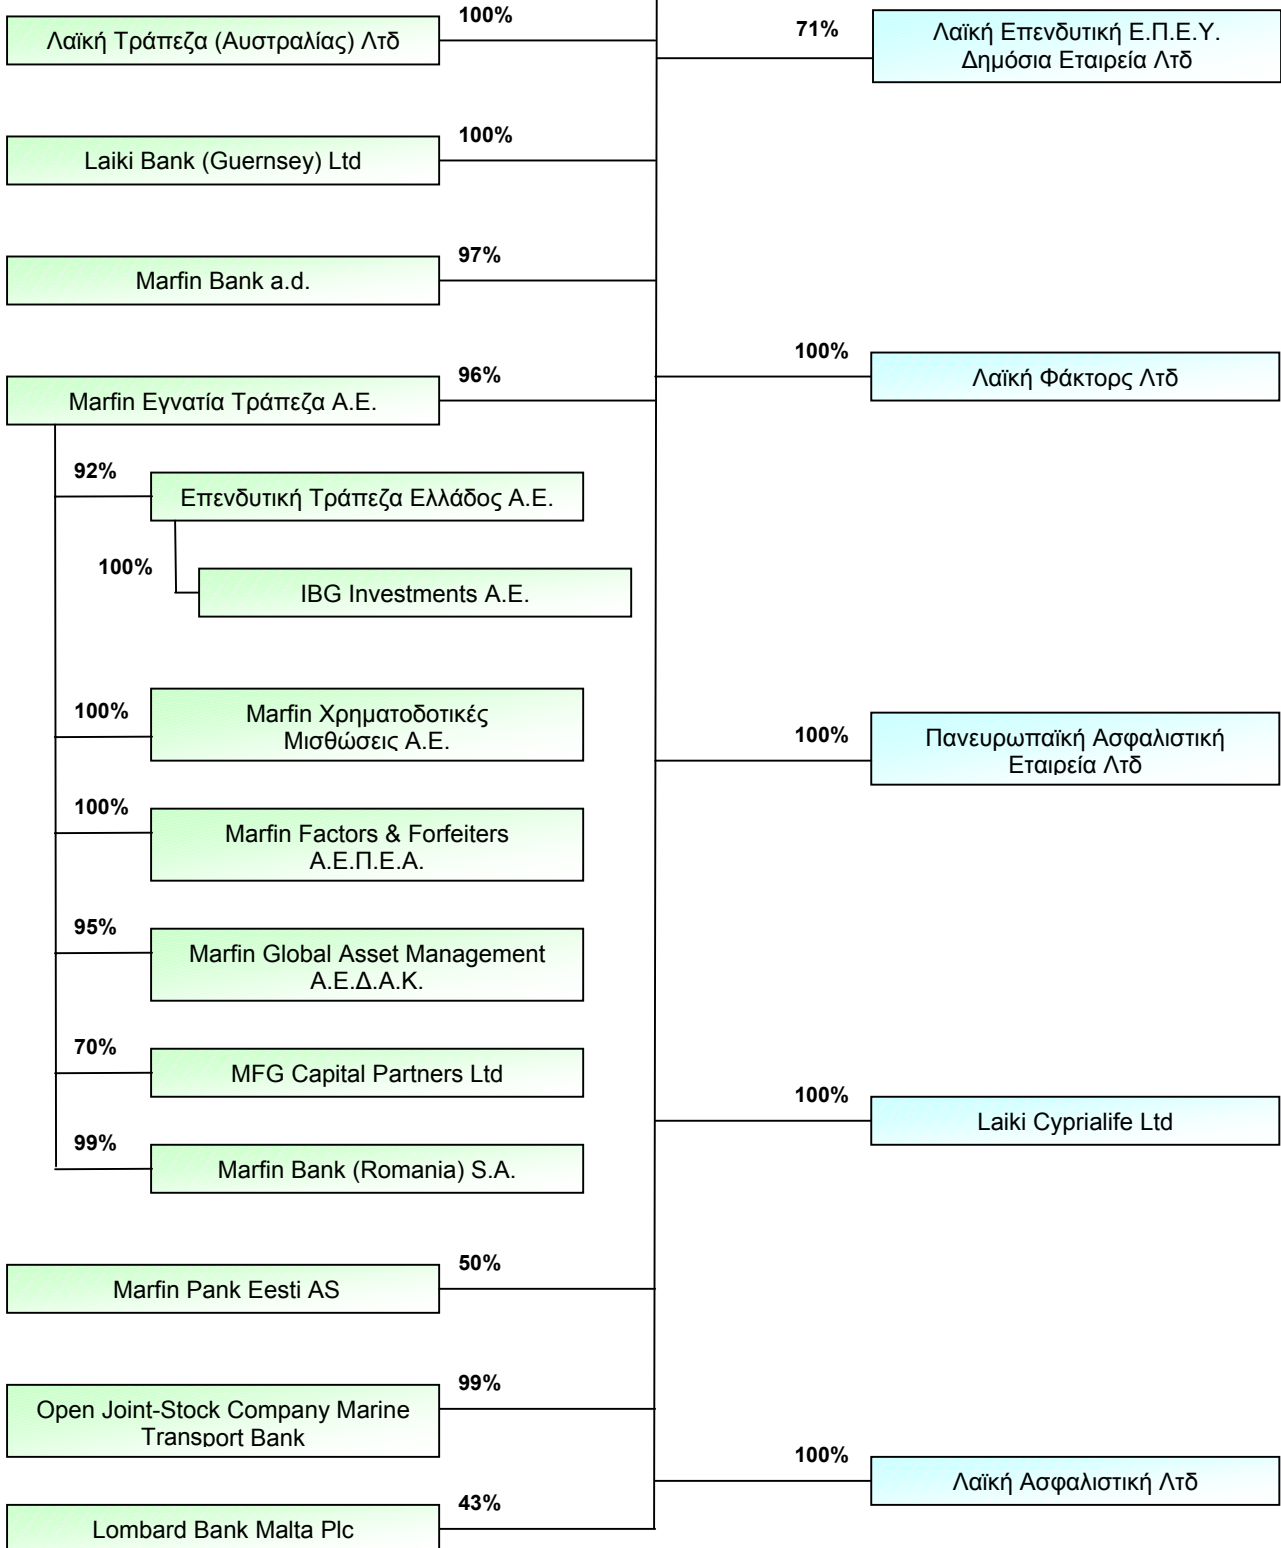 100%
Λαϊκή Τράπεζα (Αυστραλίας) Λτδ
71%
Λαϊκή Επενδυτική Ε.Π.Ε.Υ.
Δημόσια Εταιρεία Λτδ
100%
Laiki Bank (Guernsey) Ltd
97%
Marfin Bank a.d.
100%
Λαϊκή Φάκτορς Λτδ
96%
Marfin Εγνατία Τράπεζα Α.Ε.
92%
Επενδυτική Τράπεζα Ελλάδος Α.Ε.
100%
IBG Investments Α.Ε.
100%
Marfin Χρηματοδοτικές
Μισθώσεις Α.Ε.
100%
Πανευρωπαϊκή Ασφαλιστική
Εταιρεία Λτδ
100%
Marfin Factors & Forfeiters
Α.Ε.Π.Ε.Α.
95%
Marfin Global Asset Management
Α.Ε.Δ.Α.Κ.
70%
MFG Capital Partners Ltd
100%
Laiki Cyprialife Ltd
99%
Marfin Bank (Romania) S.A.
50%
Marfin Pank Eesti AS
99%
Open Joint-Stock Company Marine
Transport Bank
100%
Λαϊκή Ασφαλιστική Λτδ
43%
Lombard Bank Malta Plc